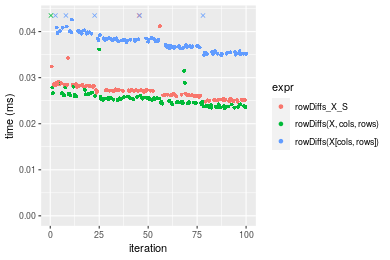 0.04
0.03
0.02
0.01
0.00
time (ms)
0
25
50
75
100
iteration
expr
rowDiffs_X_S
rowDiffs(X, cols, rows)
rowDiffs(X[cols, rows])